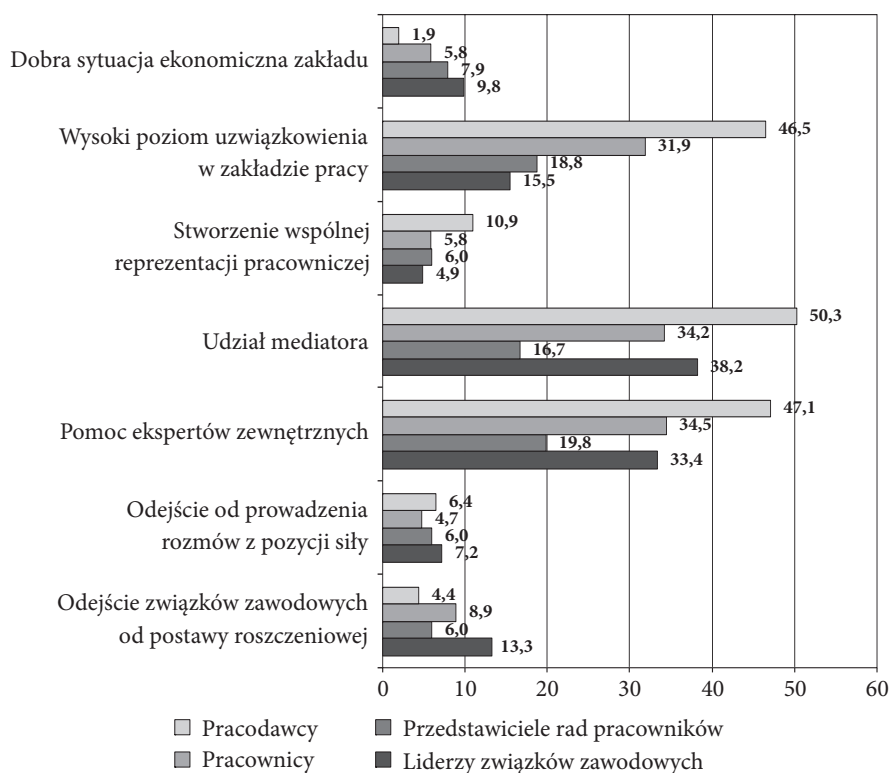 Dobra sytuacja ekonomiczna zakładu
1,9
5,8
7,9
9,8
Wysoki poziom uzwiązkowienia
w zakładzie pracy
46,5
31,9
18,8
15,5
Stworzenie wspólnej
reprezentacji pracowniczej
10,9
5,8
6,0
4,9
Udział mediatora
50,3
34,2
16,7
38,2
Pomoc ekspertów zewnętrznych
47,1
34,5
19,8
33,4
Odejście od prowadzenia
rozmów z pozycji siły
6,4
4,7
6,0
7,2
Odejście związków zawodowych
od postawy roszczeniowej
4,4
8,9
6,0
13,3
0 10 20 30 40 50 60
Pracodawcy Przedstawiciele rad pracowników
Pracownicy Liderzy związków zawodowych